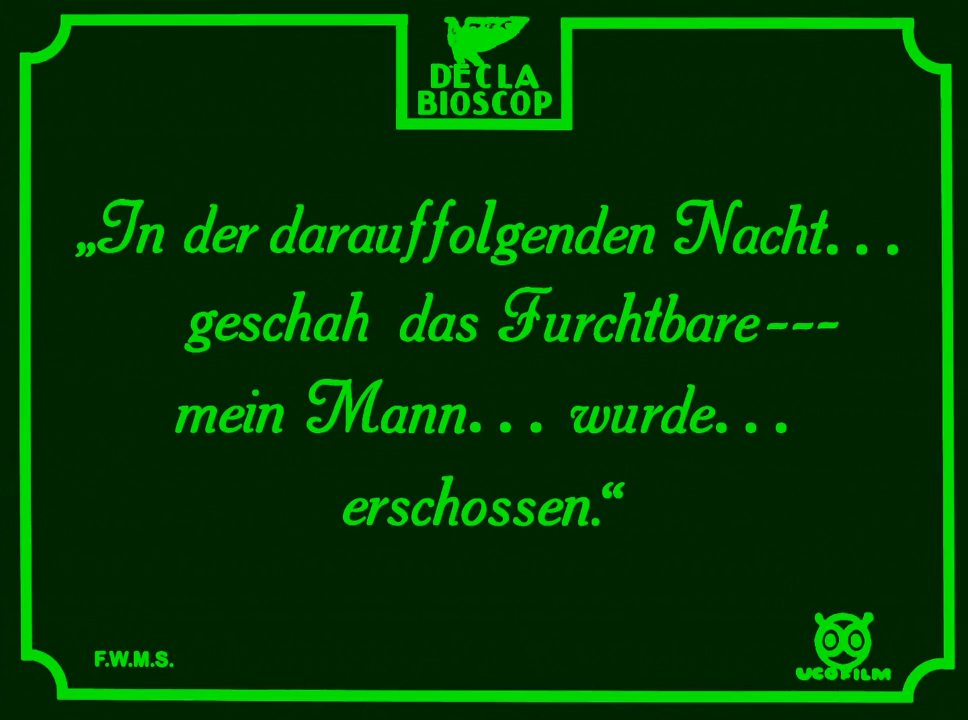 DECLA
BIOSCOP
„In der darauffolgenden Nacht...
geschah das Furchtbare---
mein Mann... wurde...
erschossen.“
F.W.M.S.
UCOFILM